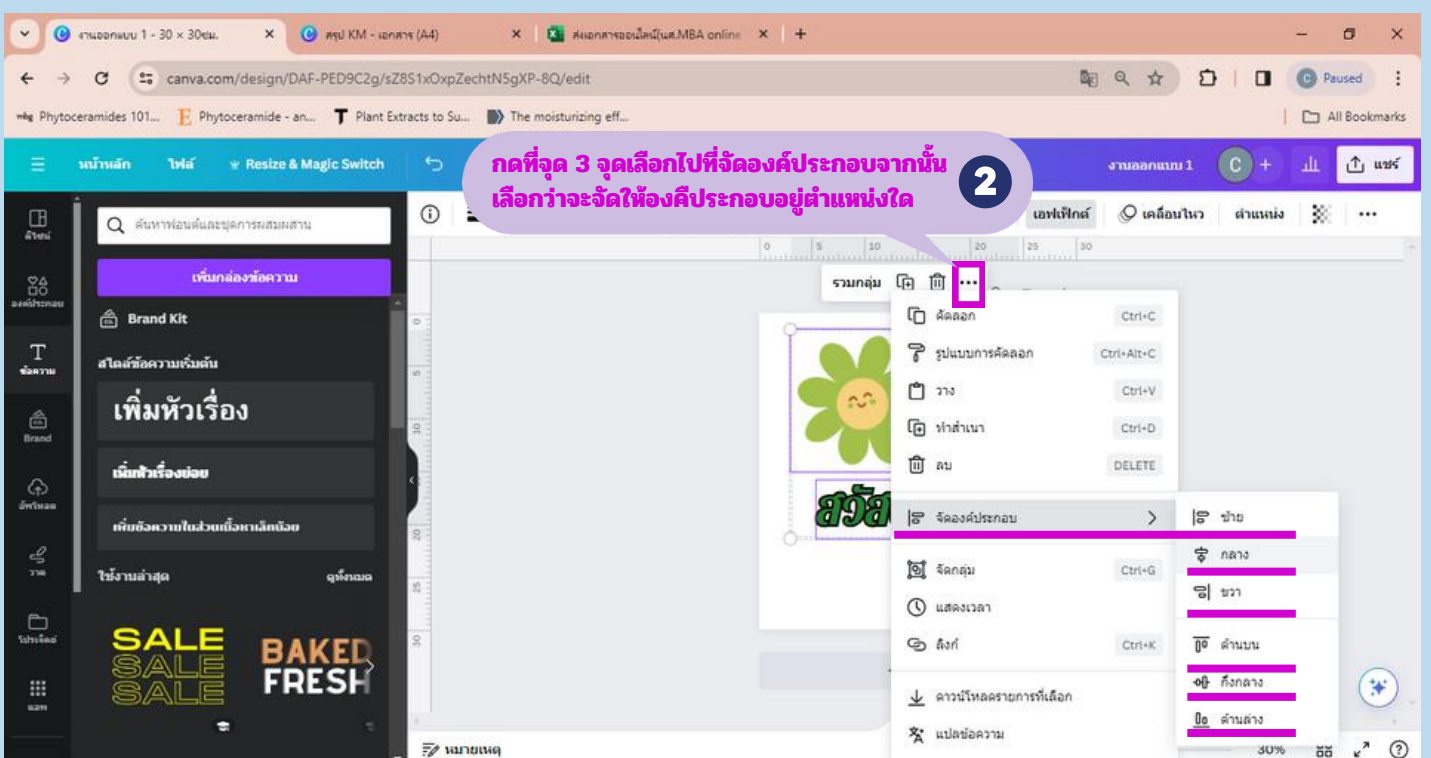 งานออกแบบ 1 - 30 × 30ซม.
สรุป KM - เอกสาร (A4)
ส่งเอกสารออนไลน์(นศ.MBA online
canva.com/design/DAF-PED9C2g/sZ8S1xOxpZechtN5gXP-8Q/edit
Paused
Phytoceramides 101...
Phytoceramide - an...
Plant Extracts to Su...
The moisturizing eff...
All Bookmarks
หน้าหลัก ไฟล์ Resize & Magic Switch
งานออกแบบ 1 C + แชร์
กดที่จุด 3 จุดเลือกไปที่จัดองค์ประกอบจากนั้น
เลือกว่าจะจัดให้องคืประกอบอยู่ตำแหน่งใด
2
ดีไซน์
องค์ประกอบ
ข้อความ
Brand
อัพโหลด
วาด
โปรเจ็คต์
แอพ
ค้นหาฟอนต์และชุดการผสมผสาน
เพิ่มกล่องข้อความ
Brand Kit
สไตล์ข้อความเริ่มต้น
เพิ่มหัวเรื่อง
เพิ่มหัวเรื่องย่อย
เพิ่มข้อความในส่วนเนื้อหาเล็กน้อย
ใช้งานล่าสุด ดูทั้งหมด
SALE
SALE
SALE
BAKED
FRESH
เอฟเฟ็กต์ เคลื่อนไหว ตำแหน่ง
0 5 10 20 25 30
0
5
10
20
25
30
รวมกลุ่ม
สวัส
คัดลอก Ctrl+C
รูปแบบการคัดลอก Ctrl+Alt+C
วาง Ctrl+V
ทำสำเนา Ctrl+D
ลบ DELETE
จัดองค์ประกอบ
จัดกลุ่ม Ctrl+G
แสดงเวลา
ลิงก์ Ctrl+K
ดาวน์โหลดรายการที่เลือก
แปลข้อความ
ซ้าย
กลาง
ขวา
ด้านบน
กึ่งกลาง
ด้านล่าง
หมายเหตุ
30%